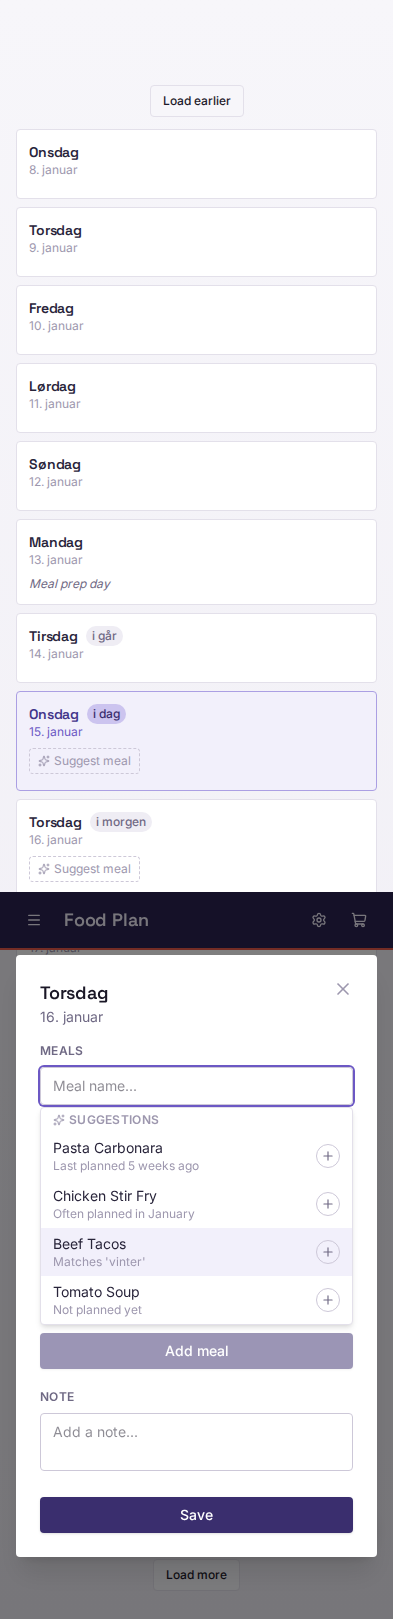 Load earlier
Onsdag
8. januar
Torsdag
9. januar
Fredag
10. januar
Lørdag
11. januar
Søndag
12. januar
Mandag
13. januar
Meal prep day
Tirsdag i går
14. januar
Onsdag i dag
15. januar
Suggest meal
Torsdag i morgen
16. januar
Suggest meal
Food Plan
Torsdag
16. januar
MEALS
Meal name...
SUGGESTIONS
Pasta Carbonara
Last planned 5 weeks ago
Chicken Stir Fry
Often planned in January
Beef Tacos
Matches 'vinter'
Tomato Soup
Not planned yet
Add meal
NOTE
Add a note...
Save
Load more